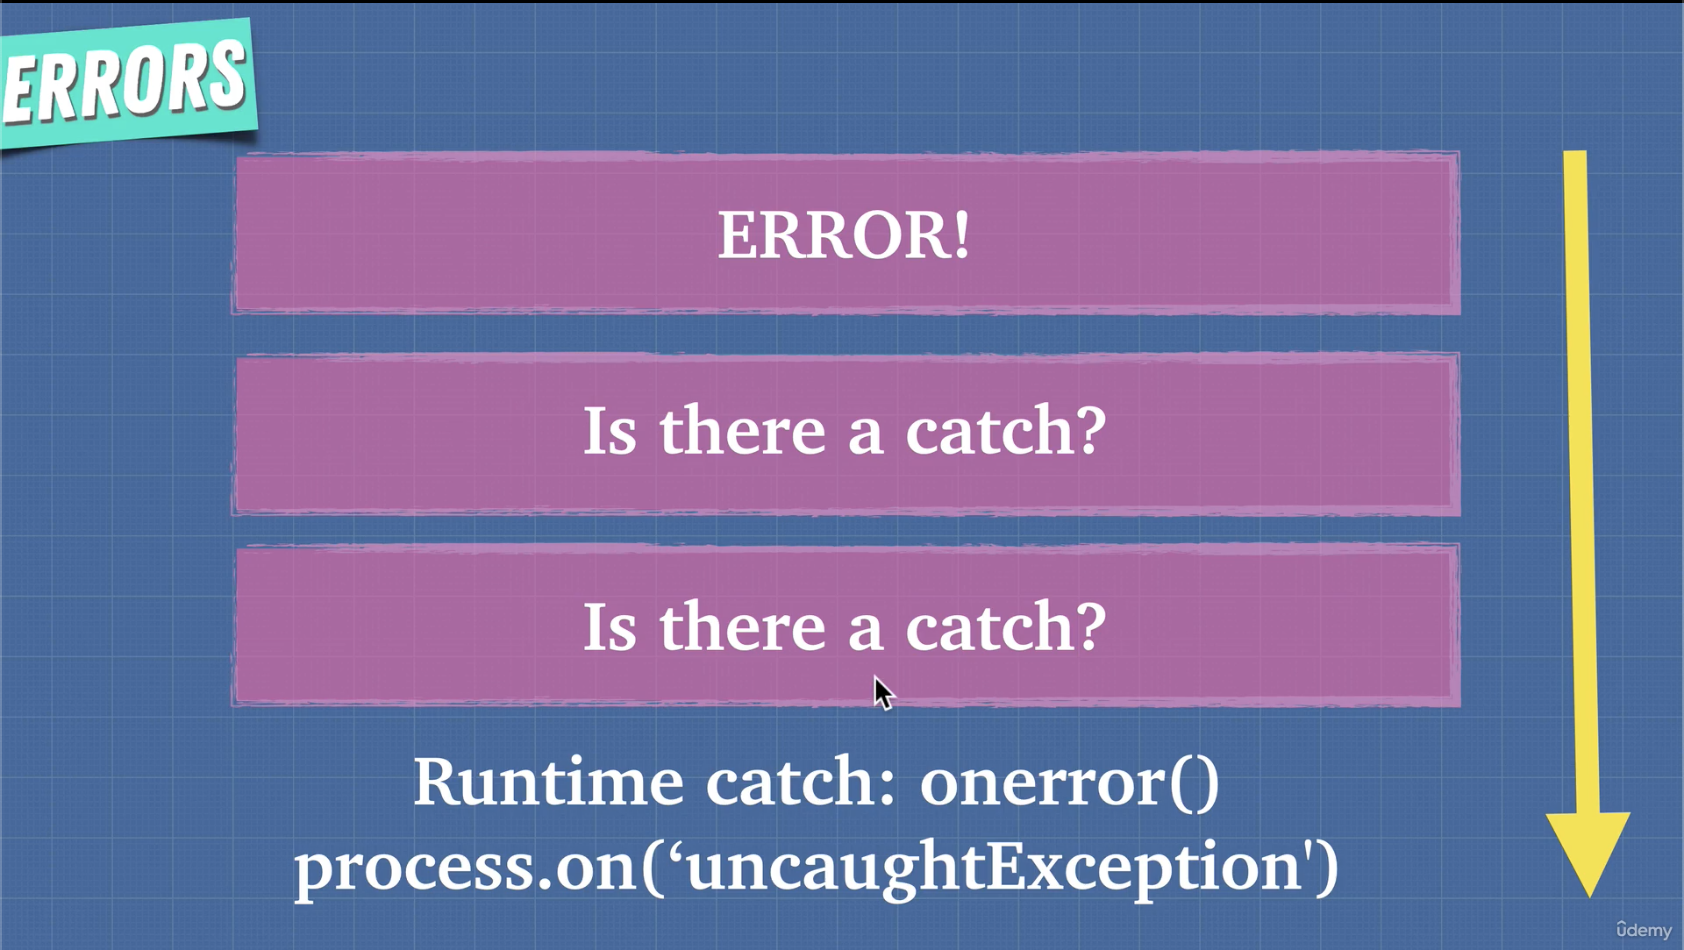 ERRORS
ERROR!
Is there a catch?
Is there a catch?
Runtime catch: onerror()
process.on(‘uncaughtException')
ûdemy